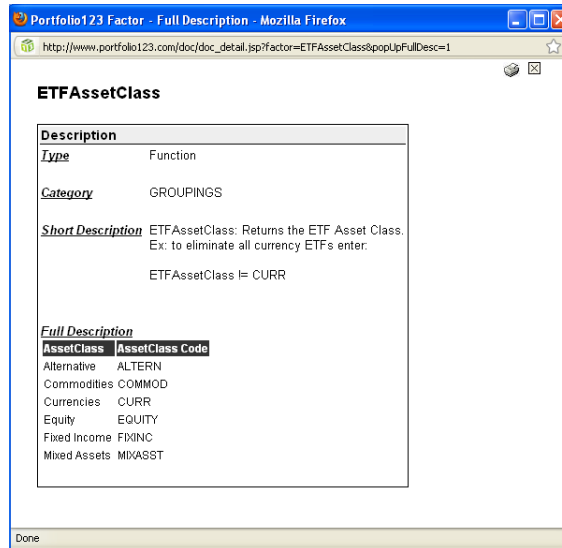 Portfolio123 Factor - Full Description - Mozilla Firefox
http://www.portfolio123.com/doc/doc_detail.jsp?factor=ETFAssetClass&popUpFullDesc=1
ETFAssetClass
Description
Type Function
Category GROUPINGS
Short Description ETFAssetClass: Returns the ETF Asset Class.
Ex: to eliminate all currency ETFs enter:
ETFAssetClass != CURR
Full Description
AssetClass AssetClass Code
Alternative ALTERN
Commodities COMMOD
Currencies CURR
Equity EQUITY
Fixed Income FIXINC
Mixed Assets MIXASST
Done